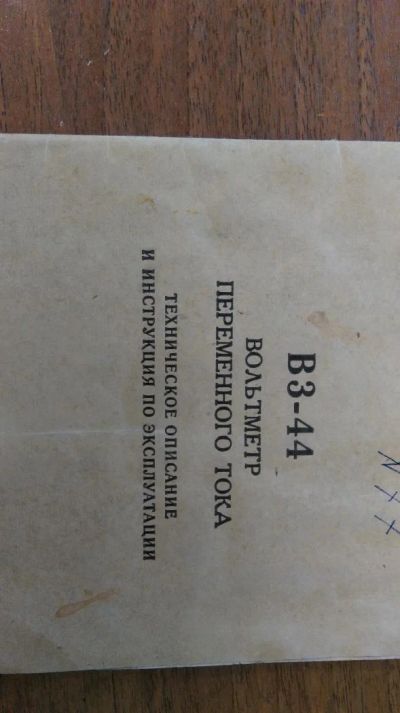 В3-44
ВОЛЬТМЕТР
ПЕРЕМЕННОГО ТОКА
ТЕХНИЧЕСКОЕ ОПИСАНИЕ
И ИНСТРУКЦИЯ ПО ЭКСПЛУАТАЦИИ